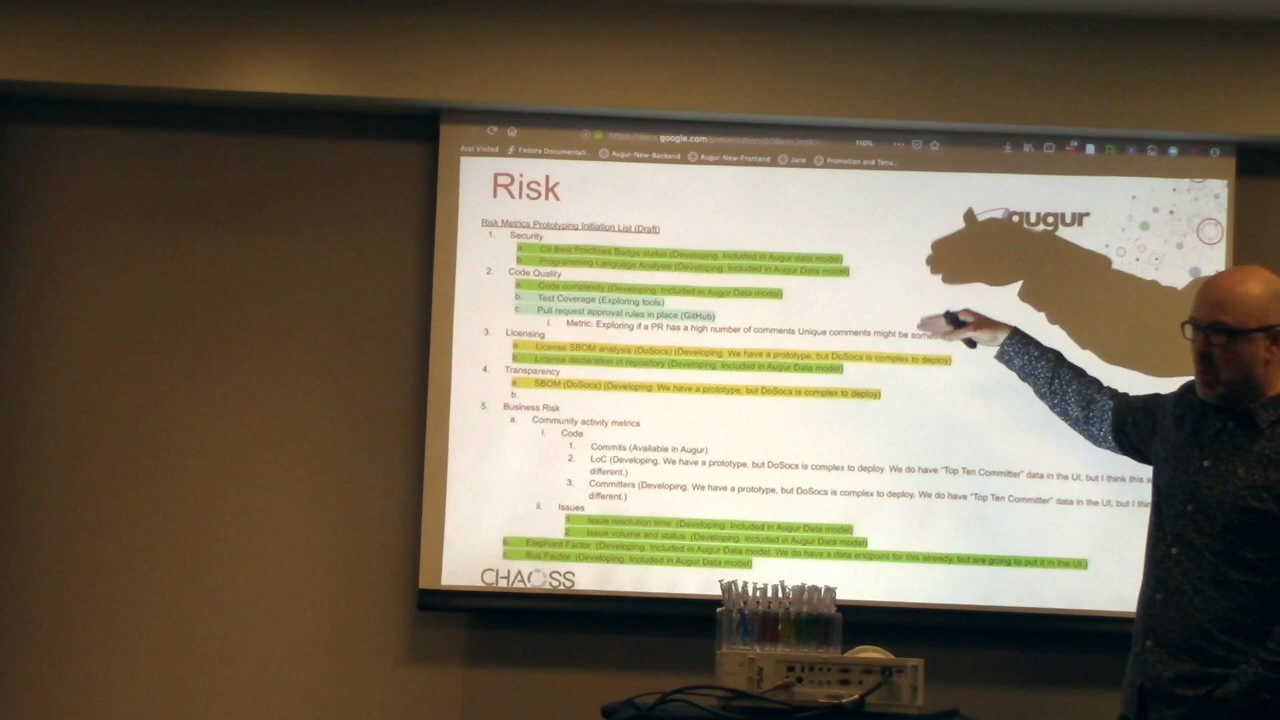 google.com
110%
Aost Visited
Fedora Documentati...
Augur-New-Backend
Augur-New-Frontend
Jane
Promotion and Tenu...
Risk
augur
Risk Metrics Prototyping Initiation List (Draft)
1. Security
a. CII Best Practices Badge status (Developing. Included in Augur data model)
b. Programming Language Analysis (Developing. Included in Augur Data model)
2. Code Quality
a. Code complexity (Developing. Included in Augur Data model)
b. Test Coverage (Exploring tools)
c. Pull request approval rules in place (GitHub)
i. Metric: Exploring if a PR has a high number of comments Unique comments might be
3. Licensing
a. License SBOM analysis (DoSocs) (Developing. We have a prototype, but DoSocs is complex to deploy)
b. License declaration in repository (Developing. Included in Augur Data model)
4. Transparency
a. SBOM (DoSocs) (Developing. We have a prototype, but DoSocs is complex to deploy)
b.
5. Business Risk
a. Community activity metrics
i. Code
1. Commits (Available in Augur)
2. LoC (Developing. We have a prototype, but DoSocs is complex to deploy. We do have "Top Ten Committer" data in the UI, but I think this
different.)
3. Committers (Developing. We have a prototype, but DoSocs is complex to deploy. We do have "Top Ten Committer" data in the UI, but I
different.)
ii. Issues
1. Issue resolution time (Developing. Included in Augur Data model)
2. Issue volume and status (Developing. Included in Augur Data model)
b. Elephant Factor (Developing. Included in Augur Data model. We do have a data endpoint for this already, but are going to put it in the UI.)
c. Bus Factor (Developing. Included in Augur Data model)
CHAOSS